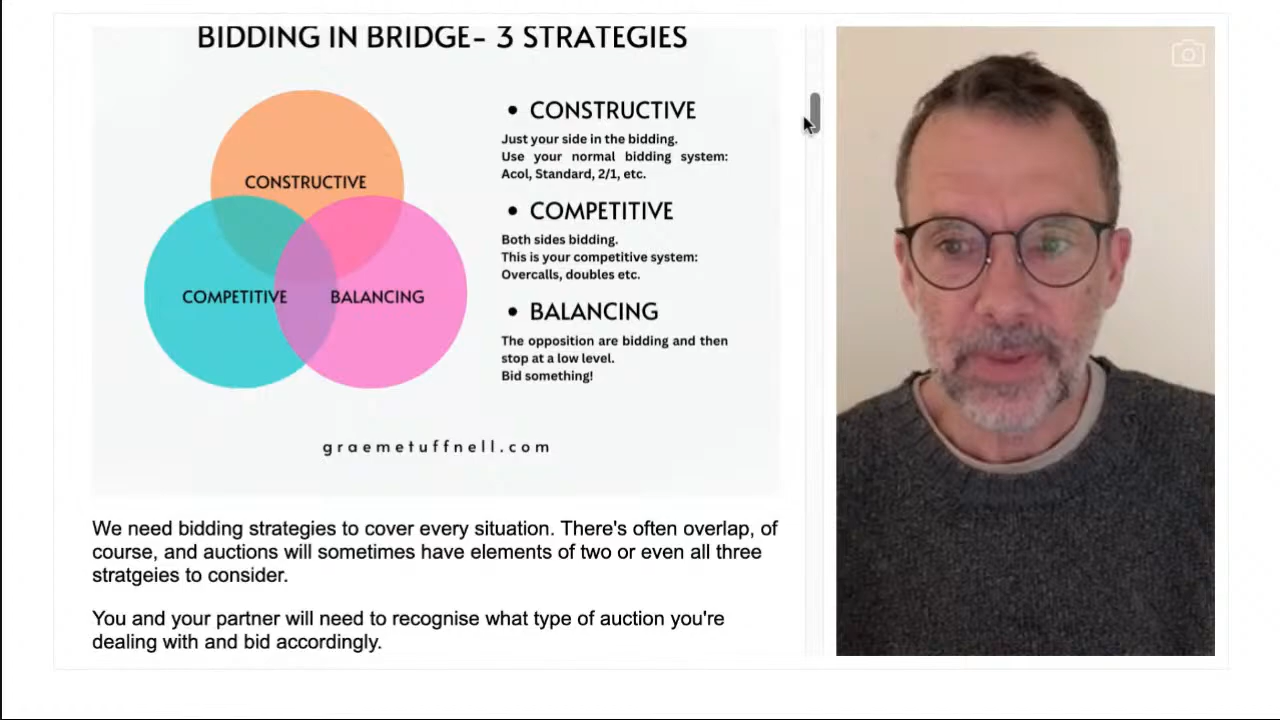 BIDDING IN BRIDGE- 3 STRATEGIES
CONSTRUCTIVE
COMPETITIVE
BALANCING
• CONSTRUCTIVE
Just your side in the bidding.
Use your normal bidding system:
Acol, Standard, 2/1, etc.
• COMPETITIVE
Both sides bidding.
This is your competitive system:
Overcalls, doubles etc.
• BALANCING
The opposition are bidding and then
stop at a low level.
Bid something!
graemetuffnell.com
We need bidding strategies to cover every situation. There's often overlap, of
course, and auctions will sometimes have elements of two or even all three
stratgeies to consider.
You and your partner will need to recognise what type of auction you're
dealing with and bid accordingly.